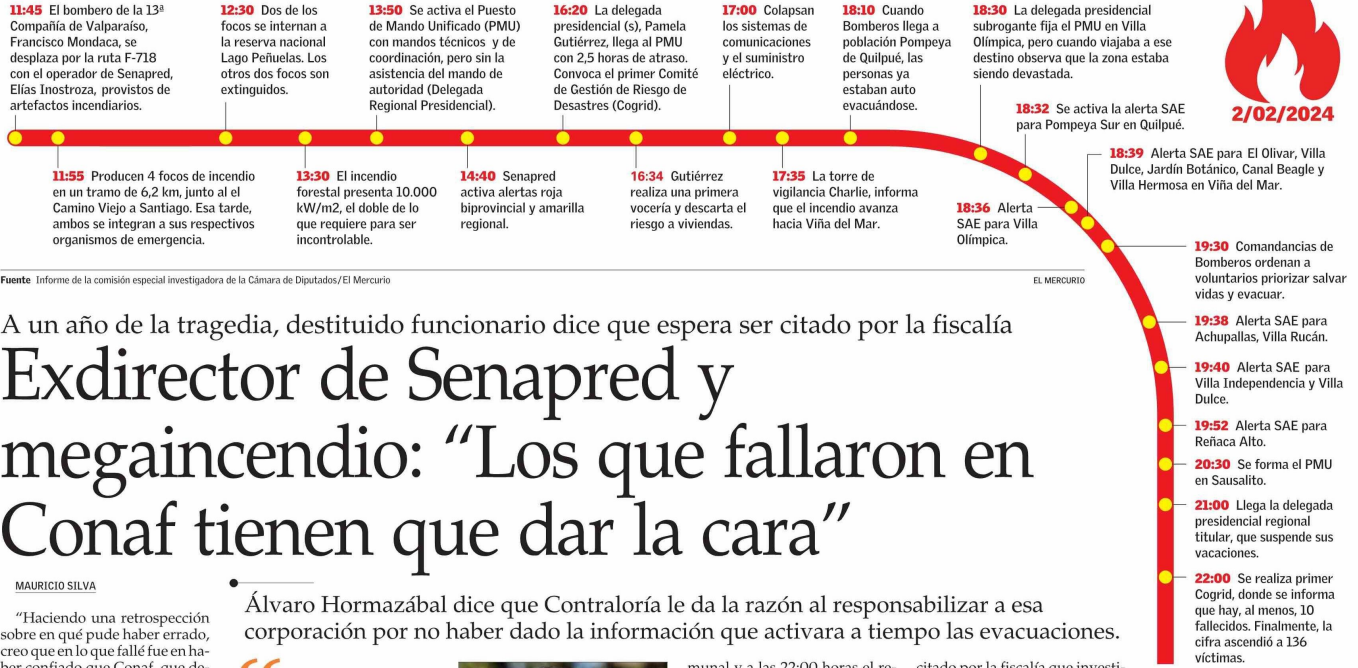 11:45 El bombero de la 13ª
Compañía de Valparaíso,
Francisco Mondaca, se
desplaza por la ruta F-718
con el operador de Senapred,
Elías Inostroza, provistos de
artefactos incendiarios.
11:55 Producen 4 focos de incendio
en un tramo de 6,2 km, junto al el
Camino Viejo a Santiago. Esa tarde,
ambos se integran a sus respectivos
organismos de emergencia.
12:30 Dos de los
focos se internan a
la reserva nacional
Lago Peñuelas. Los
otros dos focos son
extinguidos.
13:30 El incendio
forestal presenta 10.000
kW/m2, el doble de lo
que requiere para ser
incontrolable.
13:50 Se activa el Puesto
de Mando Unificado (PMU)
con mandos técnicos y de
coordinación, pero sin la
asistencia del mando de
autoridad (Delegada
Regional Presidencial).
14:40 Senapred
activa alertas roja
biprovincial y amarilla
regional.
16:20 La delegada
presidencial (s), Pamela
Gutiérrez, llega al PMU
con 2,5 horas de atraso.
Convoca el primer Comité
de Gestión de Riesgo de
Desastres (Cogrid).
16:34 Gutiérrez
realiza una primera
vocería y descarta el
riesgo a viviendas.
17:00 Colapsan
los sistemas de
comunicaciones
y el suministro
eléctrico.
17:35 La torre de
vigilancia Charlie, informa
que el incendio avanza
hacia Viña del Mar.
18:10 Cuando
Bomberos llega a
población Pompeya
de Quilpué, las
personas ya
estaban auto
evacuándose.
18:30 La delegada presidencial
subrogante fija el PMU en Villa
Olímpica, pero cuando viajaba a ese
destino observa que la zona estaba
siendo devastada.
2/02/2024
18:32 Se activa la alerta SAE
para Pompeya Sur en Quilpué.
18:36 Alerta
SAE para Villa
Olímpica.
18:39 Alerta SAE para El Olivar, Villa
Dulce, Jardín Botánico, Canal Beagle y
Villa Hermosa en Viña del Mar.
19:30 Comandancias de
Bomberos ordenan a
voluntarios priorizar salvar
vidas y evacuar.
19:38 Alerta SAE para
Achupallas, Villa Rucán.
19:40 Alerta SAE para
Villa Independencia y Villa
Dulce.
19:52 Alerta SAE para
Reñaca Alto.
20:30 Se forma el PMU
en Sausalito.
21:00 Llega la delegada
presidencial regional
titular, que suspende sus
vacaciones.
22:00 Se realiza primer
Cogrid, donde se informa
que hay, al menos, 10
fallecidos. Finalmente, la
cifra ascendió a 136
víctimas.
Fuente Informe de la comisión especial investigadora de la Cámara de Diputados/El Mercurio
EL MERCURIO
A un año de la tragedia, destituido funcionario dice que espera ser citado por la fiscalía
Exdirector de Senapred y
megaincendio: “Los que fallaron en
Conaf tienen que dar la cara”
MAURICIO SILVA
“Haciendo una retrospección
sobre en qué pude haber errado,
creo que en lo que fallé fue en ha-
ber confiado que Conaf, que de-
Álvaro Hormazábal dice que Contraloría le da la razón al responsabilizar a esa
corporación por no haber dado la información que activara a tiempo las evacuaciones.
“
munal y a las 22:00 horas el re-
citado por la fiscalía que investi-